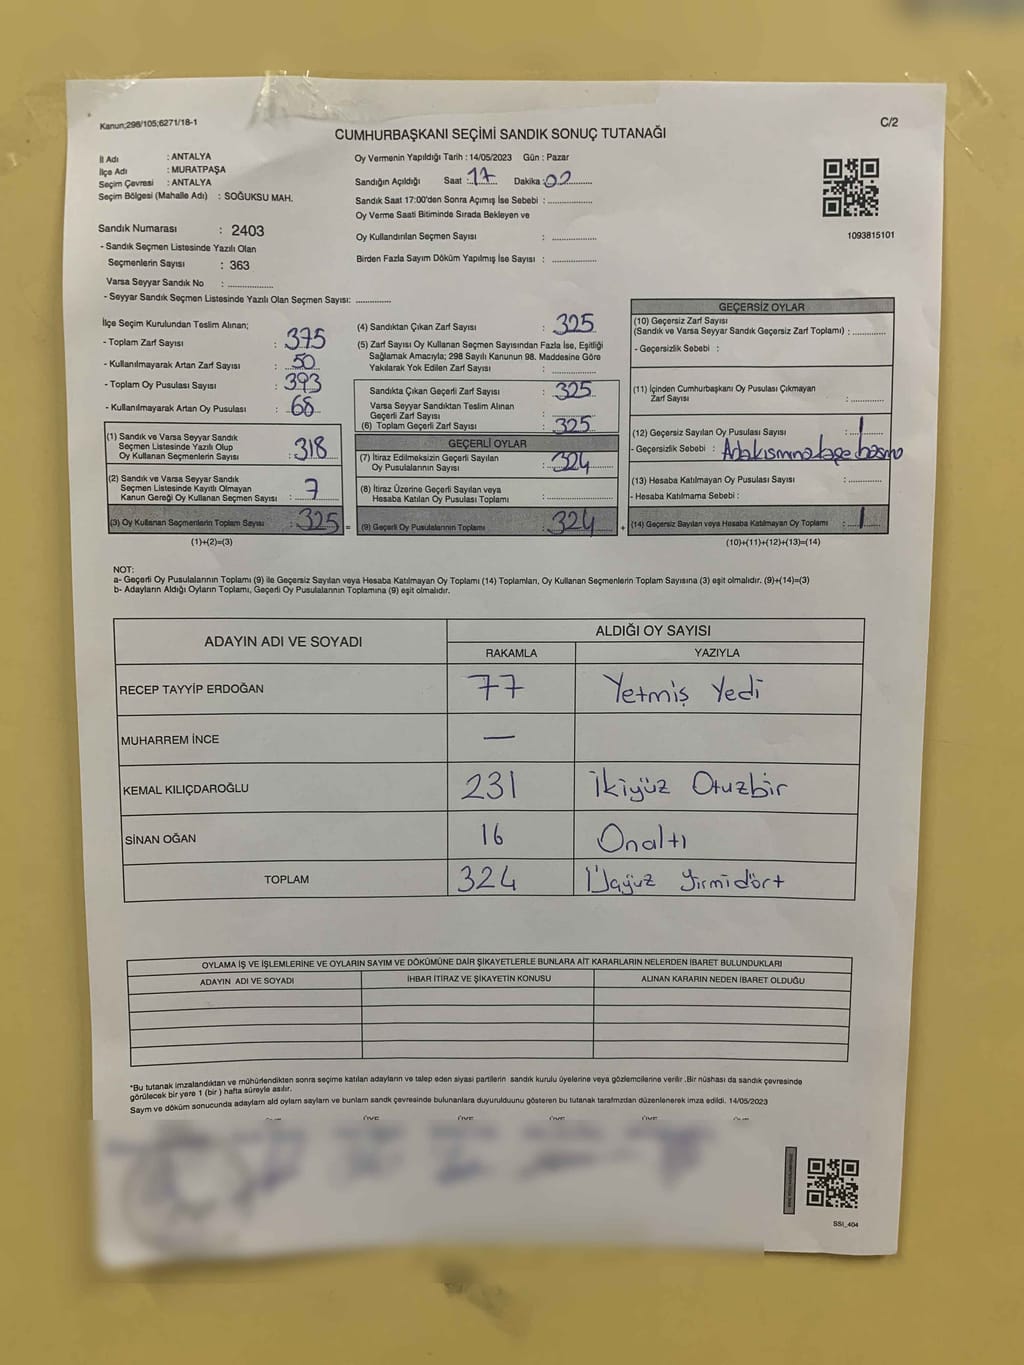 Kanun;298/105;6271/18-1
C/2
CUMHURBAŞKANI SEÇİMİ SANDIK SONUÇ TUTANAĞI
İl Adı : ANTALYA
İlçe Adı : MURATPAŞA
Seçim Çevresi : ANTALYA
Seçim Bölgesi (Mahalle Adı) : SOĞUKSU MAH.
Sandık Numarası : 2403
- Sandık Seçmen Listesinde Yazılı Olan
Seçmenlerin Sayısı : 363
Varsa Seyyar Sandık No : ...............
- Seyyar Sandık Seçmen Listesinde Yazılı Olan Seçmen Sayısı: ............
Oy Vermenin Yapıldığı Tarih : 14/05/2023 Gün : Pazar
Sandığın Açıldığı Saat : 17 Dakika : 02
Sandık Saat 17:00'den Sonra Açımış İse Sebebi : ...............
Oy Verme Saati Bitiminde Sırada Bekleyen ve
Oy Kullandırılan Seçmen Sayısı : ...............
Birden Fazla Sayım Döküm Yapılmış İse Sayısı : ...............
1093815101
İlçe Seçim Kurulundan Teslim Alınan;
- Toplam Zarf Sayısı : 375
- Kullanılmayarak Artan Zarf Sayısı : 50
- Toplam Oy Pusulası Sayısı : 393
- Kullanılmayarak Artan Oy Pusulası : 68
(1) Sandık ve Varsa Seyyar Sandık
Seçmen Listesinde Yazılı Olup
Oy Kullanan Seçmenlerin Sayısı : 318
(2) Sandık ve Varsa Seyyar Sandık
Seçmen Listesinde Kayıtlı Olmayan
Kanun Gereği Oy Kullanan Seçmen Sayısı : 7
(3) Oy Kullanan Seçmenlerin Toplam Sayısı : 325 =
(1)+(2)=(3)
(4) Sandıktan Çıkan Zarf Sayısı : 325
(5) Zarf Sayısı Oy Kullanan Seçmen Sayısından Fazla İse, Eşitliği
Sağlamak Amacıyla; 298 Sayılı Kanunun 98. Maddesine Göre
Yakılarak Yok Edilen Zarf Sayısı : ...............
Sandıkta Çıkan Geçerli Zarf Sayısı : 325
Varsa Seyyar Sandıktan Teslim Alınan
Geçerli Zarf Sayısı : ...............
(6) Toplam Geçerli Zarf Sayısı : 325
GEÇERLİ OYLAR
(7) İtiraz Edilmeksizin Geçerli Sayılan
Oy Pusulalarının Sayısı : 324
(8) İtiraz Üzerine Geçerli Sayılan veya
Hesaba Katılan Oy Pusulası Toplamı : ...............
(9) Geçerli Oy Pusulalarının Toplamı : 324 +
GEÇERSİZ OYLAR
(10) Geçersiz Zarf Sayısı
(Sandık ve Varsa Seyyar Sandık Geçersiz Zarf Toplamı) : ............
- Geçersizlik Sebebi :
(11) İçinden Cumhurbaşkanı Oy Pusulası Çıkmayan
Zarf Sayısı : ............
(12) Geçersiz Sayılan Oy Pusulası Sayısı : 1
- Geçersizlik Sebebi :
(13) Hesaba Katılmayan Oy Pusulası Sayısı : ............
- Hesaba Katılmama Sebebi :
(14) Geçersiz Sayılan veya Hesaba Katılmayan Oy Toplamı : 1
(10)+(11)+(12)+(13)=(14)
NOT:
a- Geçerli Oy Pusulalarının Toplamı (9) ile Geçersiz Sayılan veya Hesaba Katılmayan Oy Toplamı (14) Toplamları, Oy Kullanan Seçmenlerin Toplam Sayısına (3) eşit olmalıdır. (9)+(14)=(3)
b- Adayların Aldığı Oyların Toplamı, Geçerli Oy Pusulalarının Toplamına (9) eşit olmalıdır.
ADAYIN ADI VE SOYADI ALDIĞI OY SAYISI
RAKAMLA YAZIYLA
RECEP TAYYİP ERDOĞAN 77 Yetmiş Yedi
MUHARREM İNCE —
KEMAL KILIÇDAROĞLU 231 İkiyüz Otuzbir
SİNAN OĞAN 16 Onaltı
TOPLAM 324 Üçyüz Yirmidört
OYLAMA İŞ VE İŞLEMLERİNE VE OYLARIN SAYIM VE DÖKÜMÜNE DAİR ŞİKAYETLERLE BUNLARA AİT KARARLARIN NELERDEN İBARET BULUNDUKLARI
ADAYIN ADI VE SOYADI İHBAR İTİRAZ VE ŞİKAYETİN KONUSU ALINAN KARARIN NEDEN İBARET OLDUĞU
*Bu tutanak imzalandıktan ve mühürlendikten sonra seçime katılan adayların ve talep eden siyasi partilerin sandık kurulu üyelerine veya gözlemcilerine verilir .Bir nüshası da sandık çevresinde
görülecek bir yere 1 (bir ) hafta süreyle asılır.
Saym ve döküm sonucunda adaylam ald oylarn saylarn ve bunlam sandk çevresinde bulunanlara duyurulduunu gösteren bu tutanak tarafmzdan düzenlenerek imza edildi. 14/05/2023
SSI_404